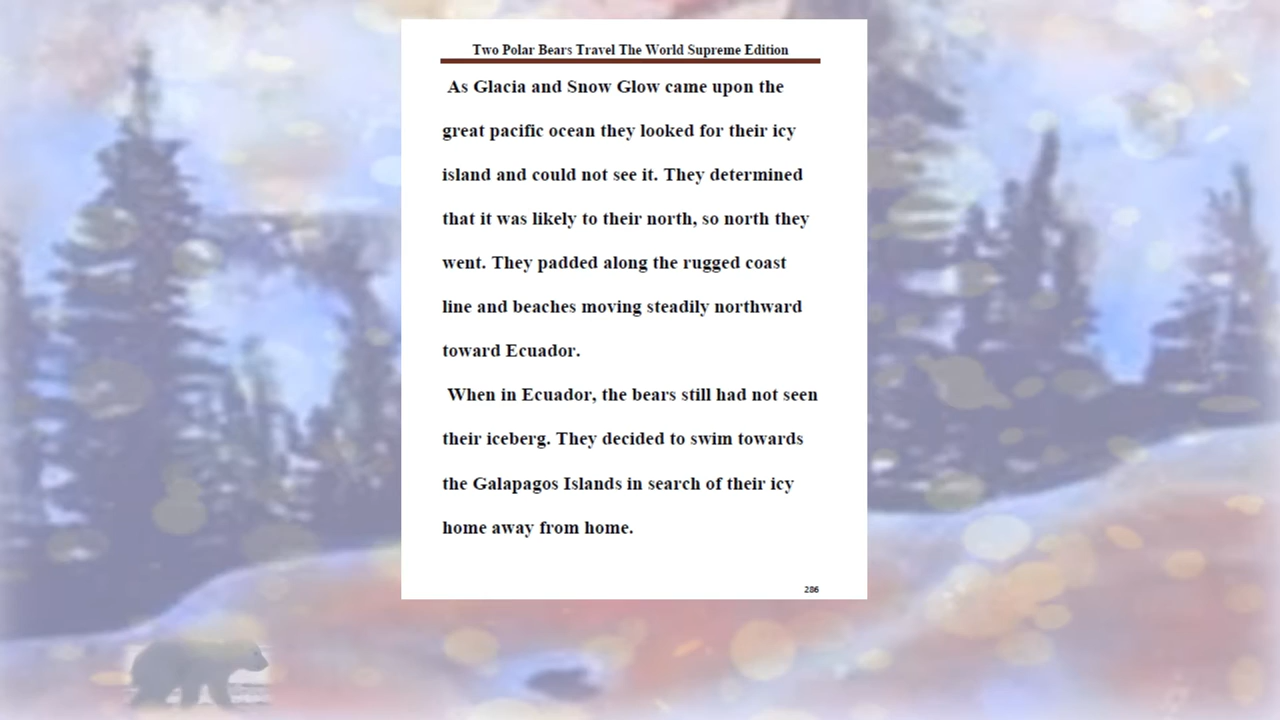 Two Polar Bears Travel The World Supreme Edition
As Glacia and Snow Glow came upon the
great pacific ocean they looked for their icy
island and could not see it. They determined
that it was likely to their north, so north they
went. They padded along the rugged coast
line and beaches moving steadily northward
toward Ecuador.
When in Ecuador, the bears still had not seen
their iceberg. They decided to swim towards
the Galapagos Islands in search of their icy
home away from home.
286